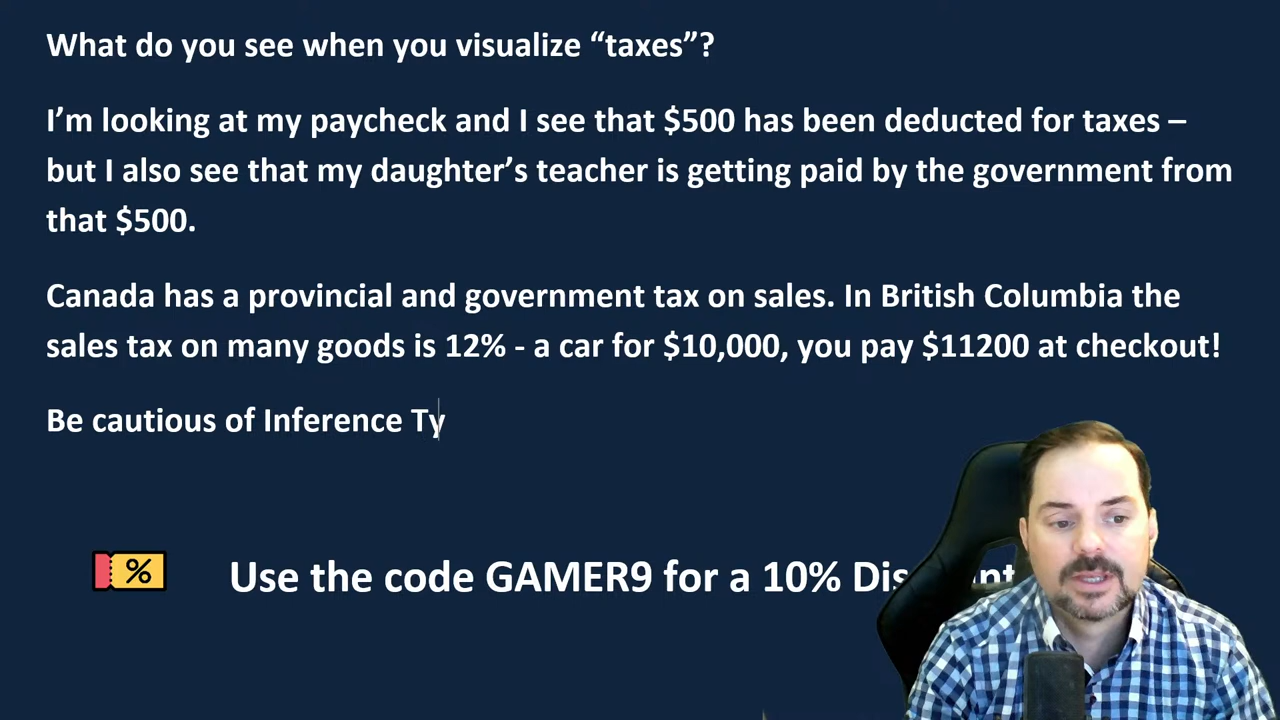 What do you see when you visualize “taxes”?
I’m looking at my paycheck and I see that $500 has been deducted for taxes –
but I also see that my daughter’s teacher is getting paid by the government from
that $500.
Canada has a provincial and government tax on sales. In British Columbia the
sales tax on many goods is 12% - a car for $10,000, you pay $11200 at checkout!
Be cautious of Inference Ty
%
Use the code GAMER9 for a 10%